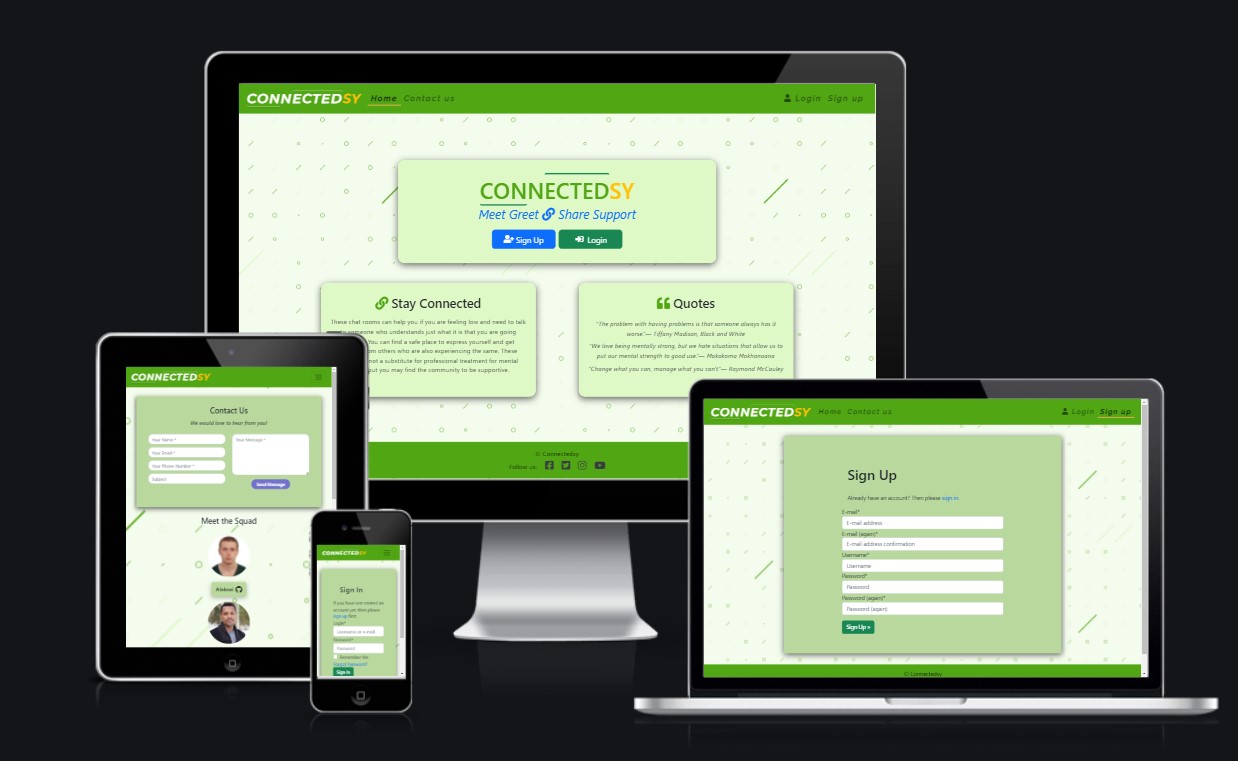 CONNECTEDSY Home Contact us Login Sign up
CONNECTEDSY
Meet Greet Share Support
Sign Up Login
Stay Connected
These chat rooms can help you if you are feeling low and need to talk
someone who understands just what it is that you are going
You can find a safe place to express yourself and get
others who are also experiencing the same. These
not a substitute for professional treatment for mental
but you may find the community to be supportive.
Quotes
"The problem with having problems is that someone always has it
worse."― Tiffany Madison, Black and White
"We love being mentally strong, but we hate situations that allow us to
put our mental strength to good use."― Mokokoma Mokhonoana
"Change what you can, manage what you can't"― Raymond McCauley
© Connectedsy
Follow us:
CONNECTEDSY
Contact Us
We would love to hear from you!
Your Name *
Your Email *
Your Phone Number *
Subject
Your Message *
Send Message
Meet the Squad
CONNECTEDSY
Sign In
If you have not created an
account yet, then please
sign up first.
Login*
Username or e-mail
Password*
Password
Remember Me
Forgot Password?
Sign In
CONNECTEDSY Home Contact us Login Sign up
Sign Up
Already have an account? Then please sign in.
E-mail*
E-mail address
E-mail (again)*
E-mail address confirmation
Username*
Username
Password*
Password
Password (again)*
Password (again)
Sign Up »
© Connectedsy